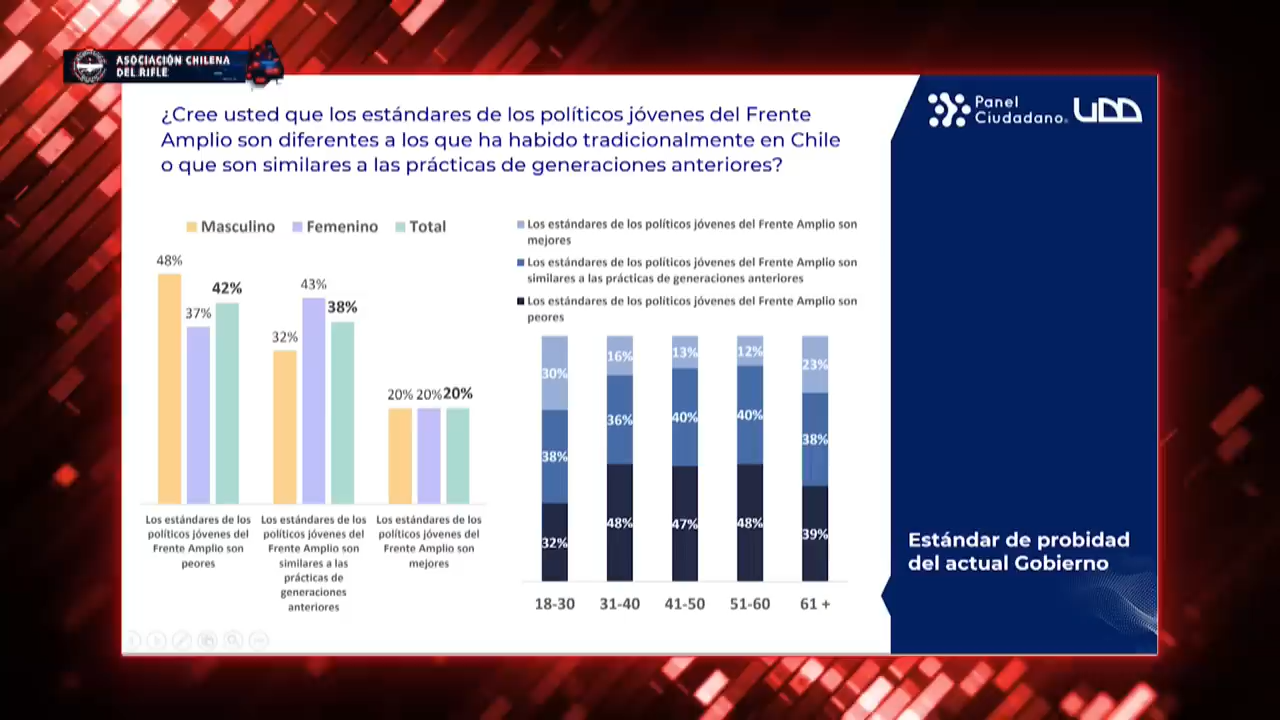 ASOCIACIÓN CHILENA
DEL RIFLE
¿Cree usted que los estándares de los políticos jóvenes del Frente
Amplio son diferentes a los que ha habido tradicionalmente en Chile
o que son similares a las prácticas de generaciones anteriores?
Panel
Ciudadano
UDD
Masculino Femenino Total
48%
37%
42%
32%
43%
38%
20% 20% 20%
Los estándares de los
políticos jóvenes del
Frente Amplio son
peores
Los estándares de los
políticos jóvenes del
Frente Amplio son
similares a las
prácticas de
generaciones
anteriores
Los estándares de los
políticos jóvenes del
Frente Amplio son
mejores
Los estándares de los políticos jóvenes del Frente Amplio son
mejores
Los estándares de los políticos jóvenes del Frente Amplio son
similares a las prácticas de generaciones anteriores
Los estándares de los políticos jóvenes del Frente Amplio son
peores
30% 16% 13% 12% 23%
38% 36% 40% 40% 38%
32% 48% 47% 48% 39%
18-30 31-40 41-50 51-60 61 +
Estándar de probidad
del actual Gobierno